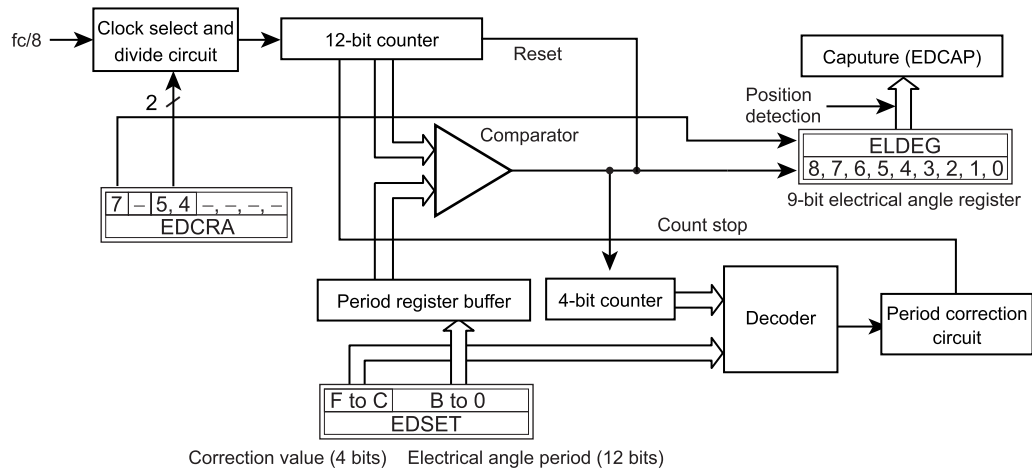 fc/8
Clock select and
divide circuit
12-bit counter
Reset
Caputure (EDCAP)
2
Position
detection
Comparator
ELDEG
8, 7, 6, 5, 4, 3, 2, 1, 0
9-bit electrical angle register
7 – 5, 4 –, –, –, –
EDCRA
Count stop
Period register buffer
4-bit counter
Decoder
Period correction
circuit
F to C B to 0
EDSET
Correction value (4 bits) Electrical angle period (12 bits)